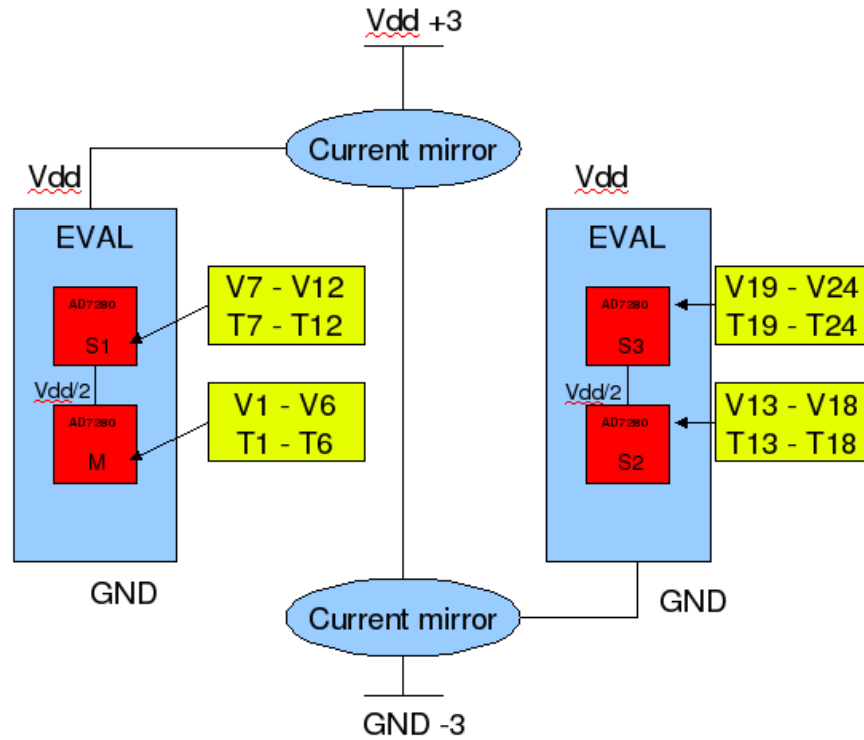 Vdd +3
Current mirror
Vdd
EVAL
AD7280
S1
Vdd/2
AD7280
M
GND
V7 - V12
T7 - T12
V1 - V6
T1 - T6
Vdd
EVAL
AD7280
S3
Vdd/2
AD7280
S2
GND
V19 - V24
T19 - T24
V13 - V18
T13 - T18
Current mirror
GND -3